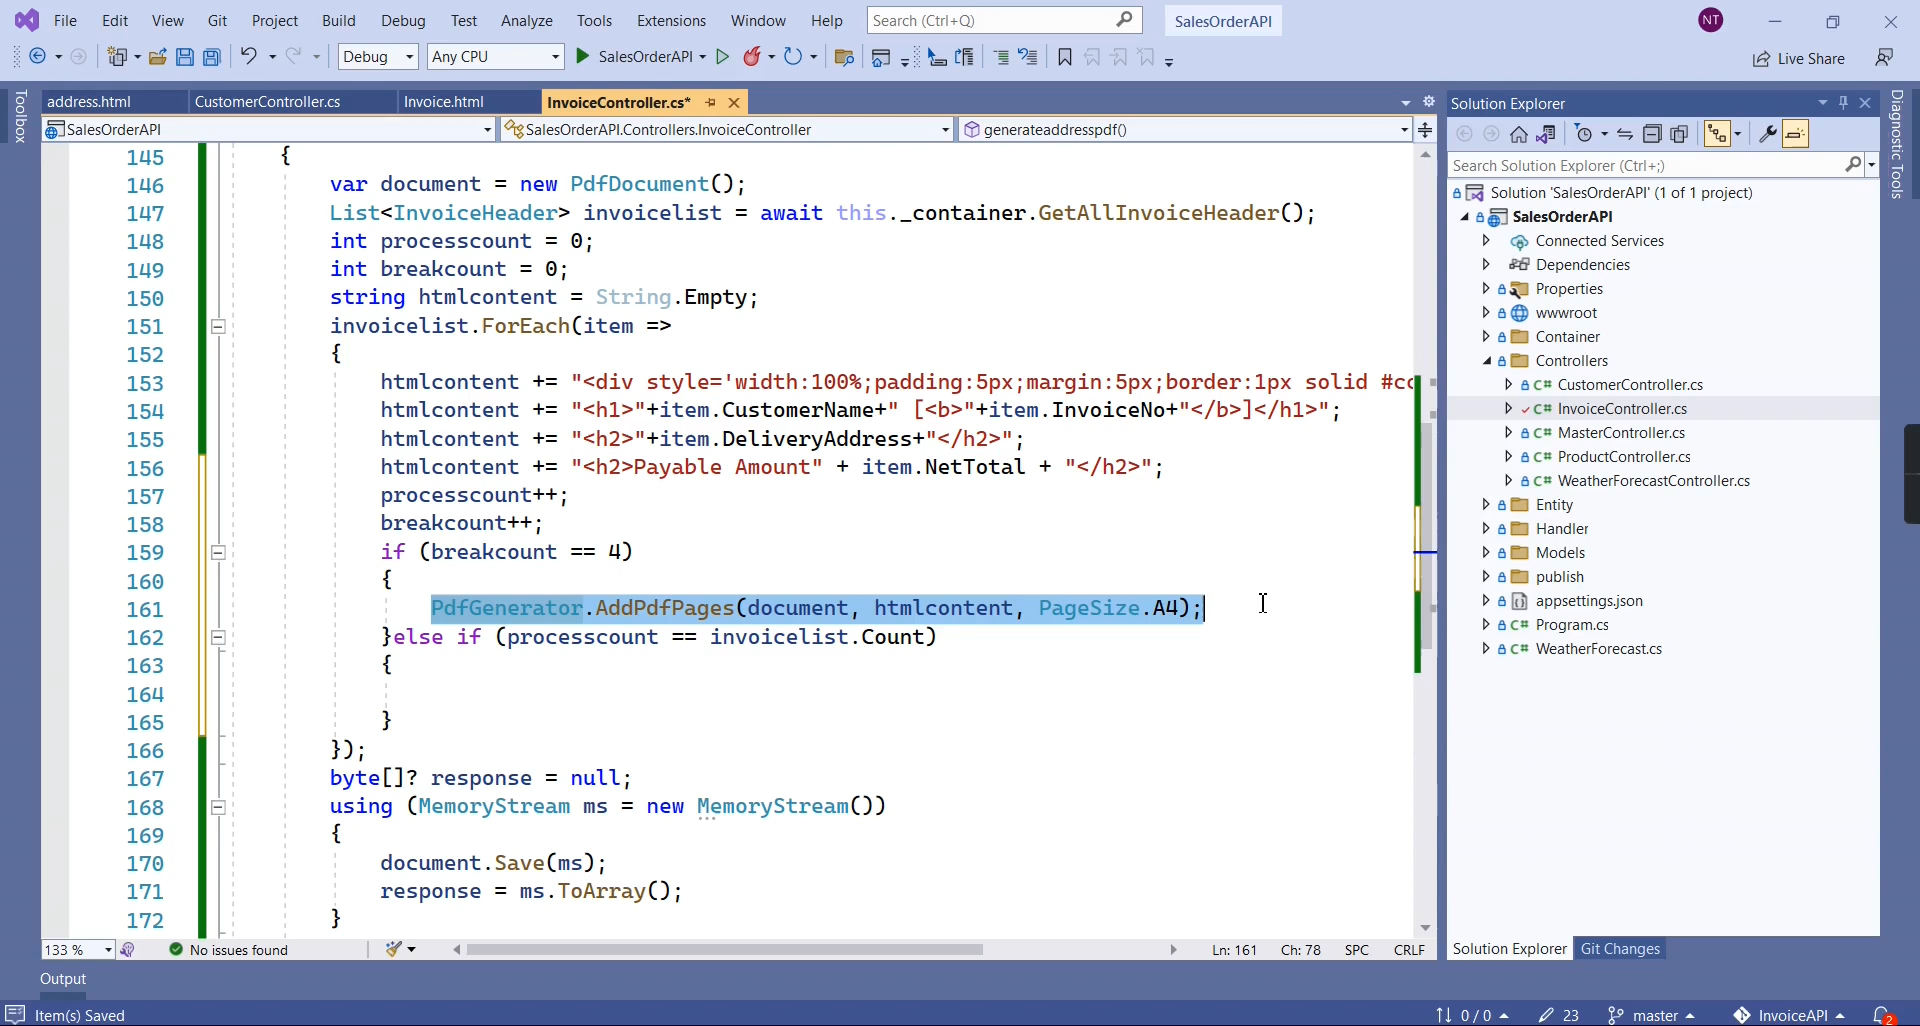 File Edit View Git Project Build Debug Test Analyze Tools Extensions Window Help Search (Ctrl+Q) SalesOrderAPI NT
Debug Any CPU SalesOrderAPI Live Share
Toolbox
address.html CustomerController.cs Invoice.html InvoiceController.cs*
SalesOrderAPI SalesOrderAPI.Controllers.InvoiceController generateaddresspdf()
145 {
146 var document = new PdfDocument();
147 List<InvoiceHeader> invoicelist = await this._container.GetAllInvoiceHeader();
148 int processcount = 0;
149 int breakcount = 0;
150 string htmlcontent = String.Empty;
151 invoicelist.ForEach(item =>
152 {
153 htmlcontent += "<div style='width:100%;padding:5px;margin:5px;border:1px solid #cc
154 htmlcontent += "<h1>"+item.CustomerName+" [<b>"+item.InvoiceNo+"</b>]</h1>";
155 htmlcontent += "<h2>"+item.DeliveryAddress+"</h2>";
156 htmlcontent += "<h2>Payable Amount" + item.NetTotal + "</h2>";
157 processcount++;
158 breakcount++;
159 if (breakcount == 4)
160 {
161 PdfGenerator.AddPdfPages(document, htmlcontent, PageSize.A4);
162 }else if (processcount == invoicelist.Count)
163 {
164
165 }
166 });
167 byte[]? response = null;
168 using (MemoryStream ms = new MemoryStream())
169 {
170 document.Save(ms);
171 response = ms.ToArray();
172 }
133 % No issues found Ln: 161 Ch: 78 SPC CRLF
Output
Solution Explorer
Search Solution Explorer (Ctrl+;)
Solution 'SalesOrderAPI' (1 of 1 project)
SalesOrderAPI
Connected Services
Dependencies
Properties
wwwroot
Container
Controllers
C# CustomerController.cs
C# InvoiceController.cs
C# MasterController.cs
C# ProductController.cs
C# WeatherForecastController.cs
Entity
Handler
Models
publish
appsettings.json
C# Program.cs
C# WeatherForecast.cs
Solution Explorer Git Changes
Diagnostic Tools
Item(s) Saved 0 / 0 23 master InvoiceAPI 2